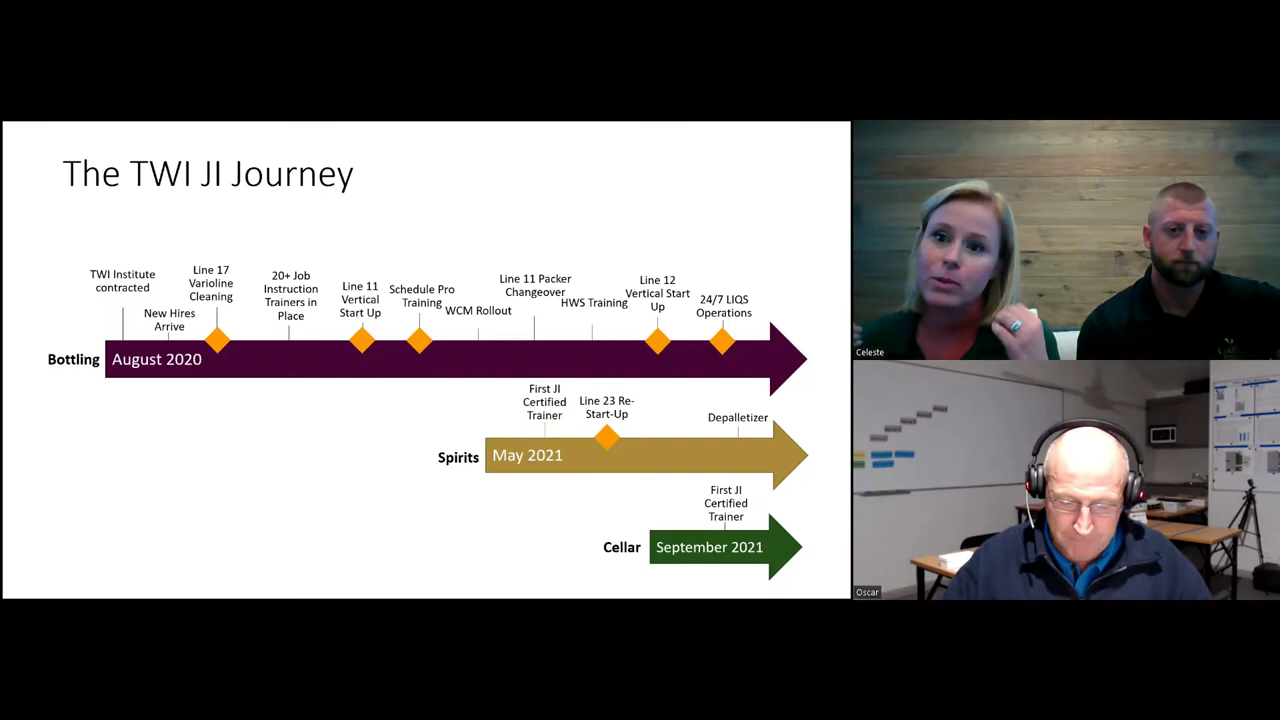 The TWI JI Journey
TWI Institute
contracted
New Hires
Arrive
Line 17
Varioline
Cleaning
20+ Job
Instruction
Trainers in
Place
Line 11
Vertical
Start Up
Schedule Pro
Training
WCM Rollout
Line 11 Packer
Changeover
HWS Training
Line 12
Vertical Start
Up
24/7 LIQS
Operations
Bottling
August 2020
First JI
Certified
Trainer
Line 23 Re-
Start-Up
Depalletizer
Spirits
May 2021
First JI
Certified
Trainer
Cellar
September 2021
Celeste
Oscar